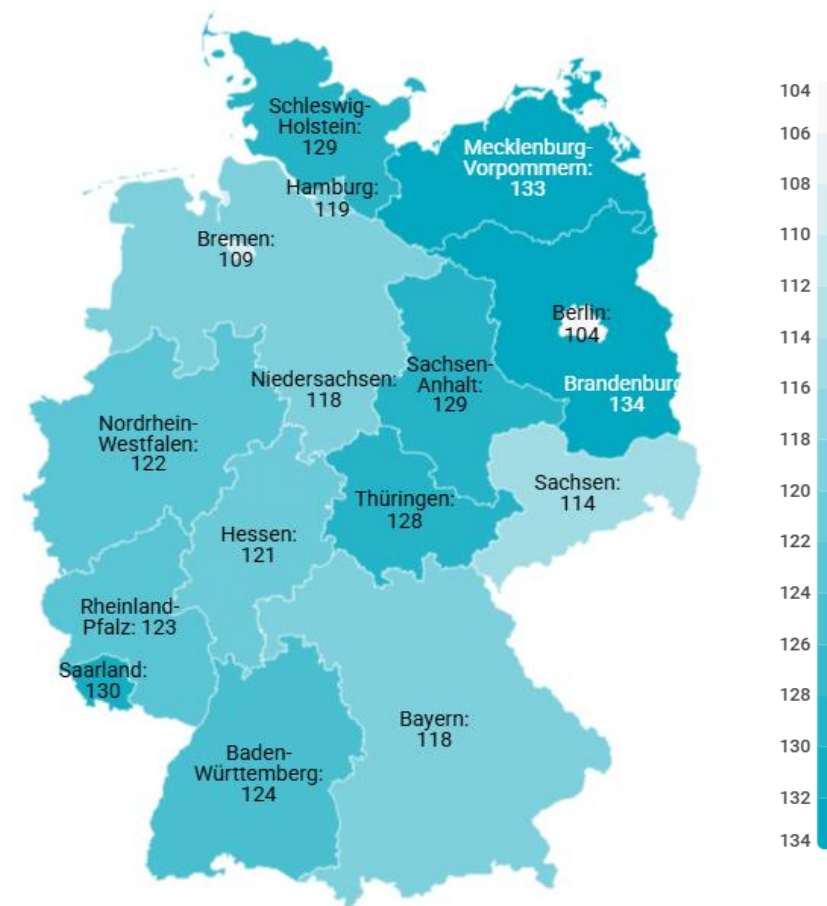 Schleswig-
Holstein:
129
Mecklenburg-
Vorpommern:
133
Hamburg:
119
Bremen:
109
Berlin:
104
Niedersachsen:
118
Sachsen-
Anhalt:
129
Brandenburg
134
Nordrhein-
Westfalen:
122
Sachsen:
114
Thüringen:
128
Hessen:
121
Rheinland-
Pfalz: 123
Saarland:
130
Bayern:
118
Baden-
Württemberg:
124
104
106
108
110
112
114
116
118
120
122
124
126
128
130
132
134